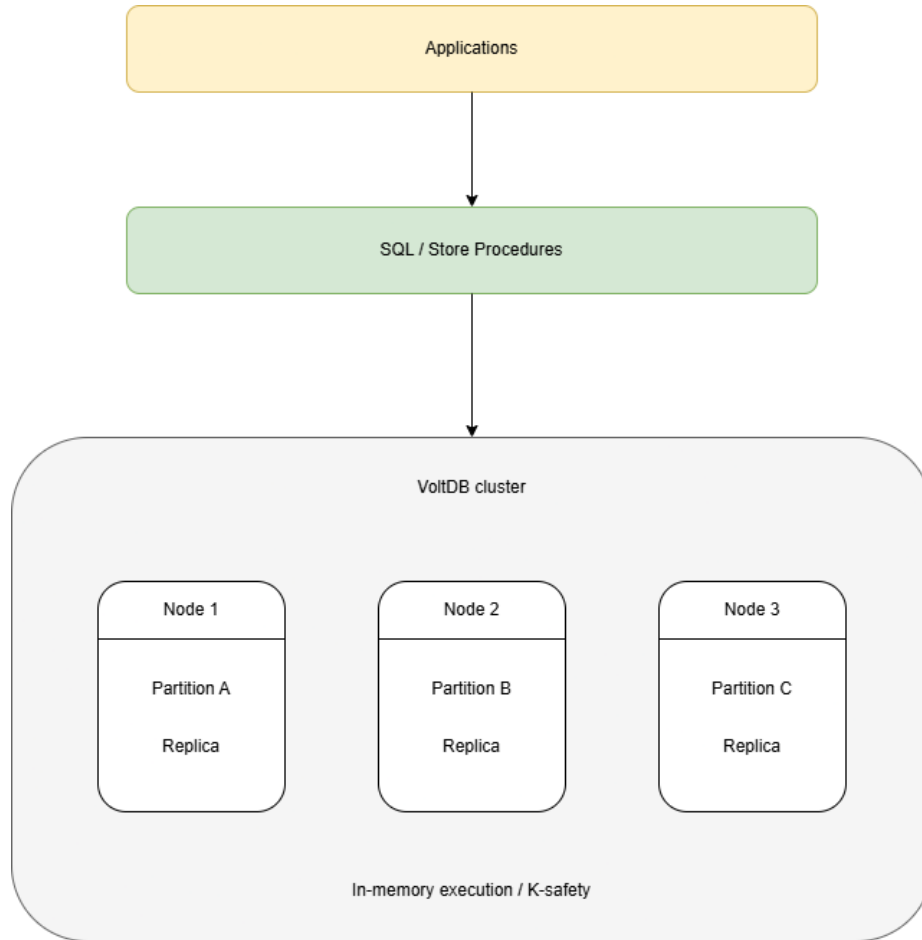 Applications
SQL / Store Procedures
VoltDB cluster
Node 1
Partition A
Replica
Node 2
Partition B
Replica
Node 3
Partition C
Replica
In-memory execution / K-safety